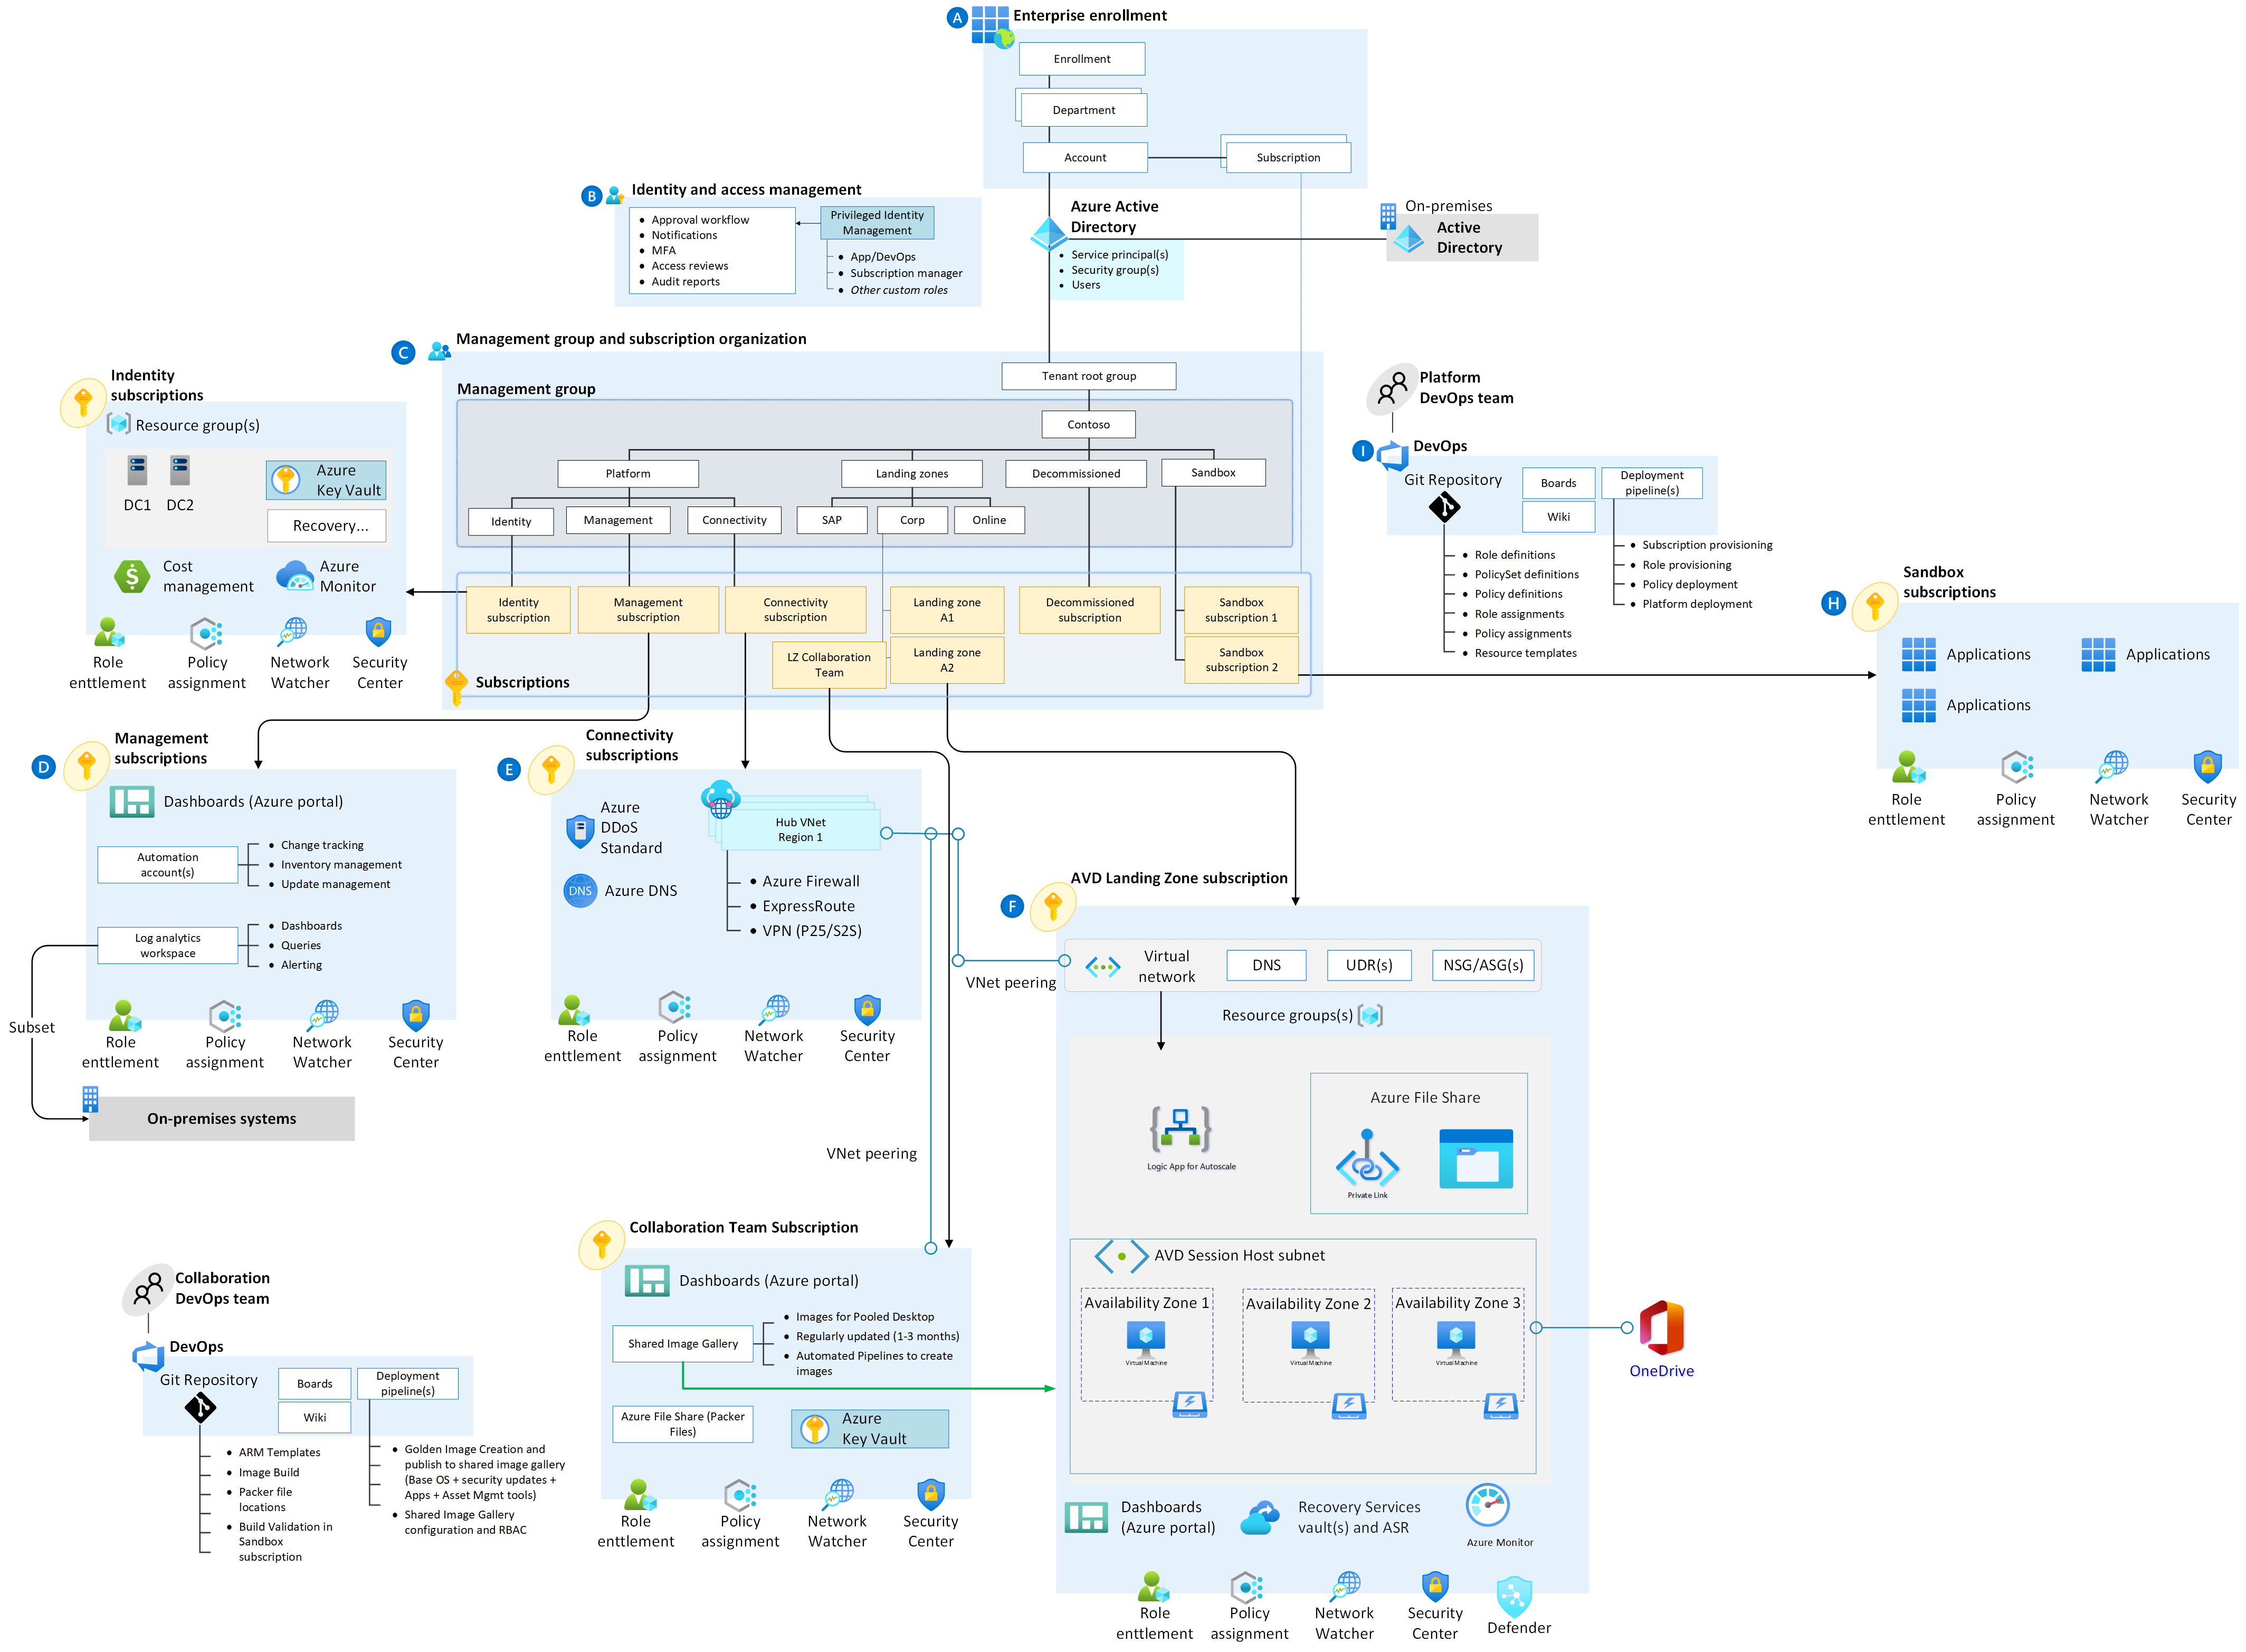 A
Enterprise enrollment
Enrollment
Department
Account
Subscription
B
Identity and access management
Approval workflow
Notifications
MFA
Access reviews
Audit reports
Privileged Identity
Management
App/DevOps
Subscription manager
Other custom roles
Azure Active
Directory
Service principal(s)
Security group(s)
Users
On-premises
Active
Directory
C
Management group and subscription organization
Management group
Tenant root group
Contoso
Platform
Landing zones
Decommissioned
Sandbox
Identity
Management
Connectivity
SAP
Corp
Online
Identity
subscription
Management
subscription
Connectivity
subscription
Landing zone
A1
Decommissioned
subscription
Sandbox
subscription 1
LZ Collaboration
Team
Landing zone
A2
Sandbox
subscription 2
Subscriptions
Indentity
subscriptions
Resource group(s)
DC1
DC2
Azure
Key Vault
Recovery...
Cost
management
Azure
Monitor
Role
enttlement
Policy
assignment
Network
Watcher
Security
Center
Platform
DevOps team
I
DevOps
Git Repository
Boards
Wiki
Deployment
pipeline(s)
Role definitions
PolicySet definitions
Policy definitions
Role assignments
Policy assignments
Resource templates
Subscription provisioning
Role provisioning
Policy deployment
Platform deployment
H
Sandbox
subscriptions
Applications
Applications
Applications
Role
enttlement
Policy
assignment
Network
Watcher
Security
Center
D
Management
subscriptions
Dashboards (Azure portal)
Automation
account(s)
Change tracking
Inventory management
Update management
Log analytics
workspace
Dashboards
Queries
Alerting
Role
enttlement
Policy
assignment
Network
Watcher
Security
Center
Subset
On-premises systems
E
Connectivity
subscriptions
Azure
DDoS
Standard
DNS
Azure DNS
Hub VNet
Region 1
Azure Firewall
ExpressRoute
VPN (P25/S2S)
Role
enttlement
Policy
assignment
Network
Watcher
Security
Center
VNet peering
VNet peering
F
AVD Landing Zone subscription
Virtual
network
DNS
UDR(s)
NSG/ASG(s)
Resource groups(s)
Logic App for Autoscale
Azure File Share
Private Link
AVD Session Host subnet
Availability Zone 1
Virtual Machine
Availability Zone 2
Virtual Machine
Availability Zone 3
Virtual Machine
OneDrive
Dashboards
(Azure portal)
Recovery Services
vault(s) and ASR
Azure Monitor
Role
enttlement
Policy
assignment
Network
Watcher
Security
Center
Defender
Collaboration Team Subscription
Dashboards (Azure portal)
Shared Image Gallery
Images for Pooled Desktop
Regularly updated (1-3 months)
Automated Pipelines to create
images
Azure File Share (Packer
Files)
Azure
Key Vault
Role
enttlement
Policy
assignment
Network
Watcher
Security
Center
Collaboration
DevOps team
DevOps
Git Repository
Boards
Wiki
Deployment
pipeline(s)
ARM Templates
Image Build
Packer file
locations
Build Validation in
Sandbox
subscription
Golden Image Creation and
publish to shared image gallery
(Base OS + security updates +
Apps + Asset Mgmt tools)
Shared Image Gallery
configuration and RBAC